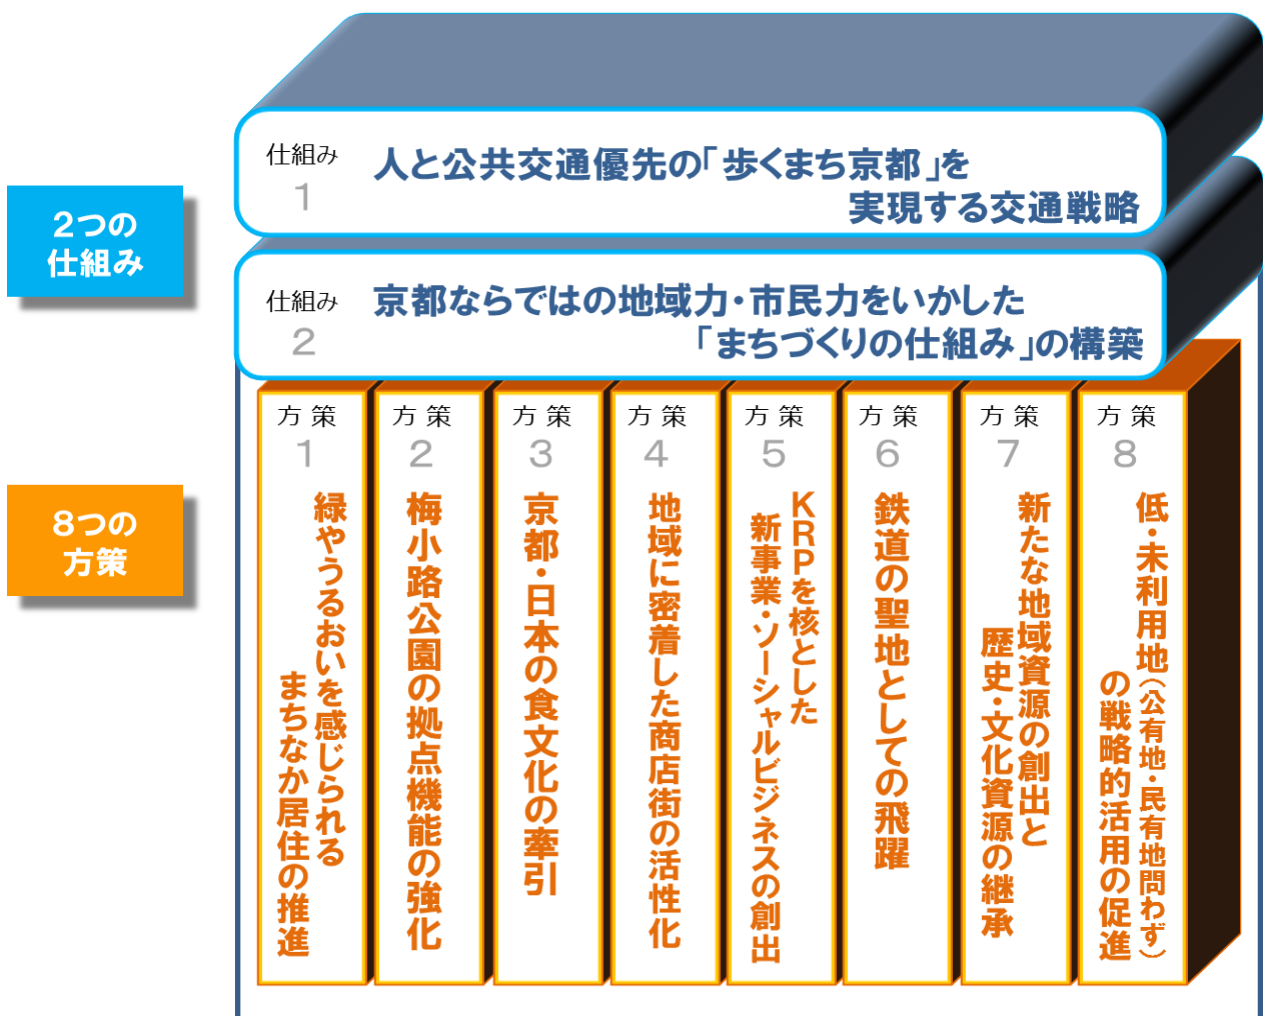 仕組み
1
人と公共交通優先の「歩くまち京都」を
実現する交通戦略
2つの
仕組み
仕組み
2
京都ならではの地域力・市民力をいかした
「まちづくりの仕組み」の構築
8つの
方策
方策
1
緑やうるおいを感じられる
まちなか居住の推進
方策
2
梅小路公園の拠点機能の強化
方策
3
京都・日本の食文化の牽引
方策
4
地域に密着した商店街の活性化
方策
5
KRPを核とした
新事業・ソーシャルビジネスの創出
方策
6
鉄道の聖地としての飛躍
方策
7
新たな地域資源の創出と
歴史・文化資源の継承
方策
8
低・未利用地(公有地・民有地問わず)
の戦略的活用の促進